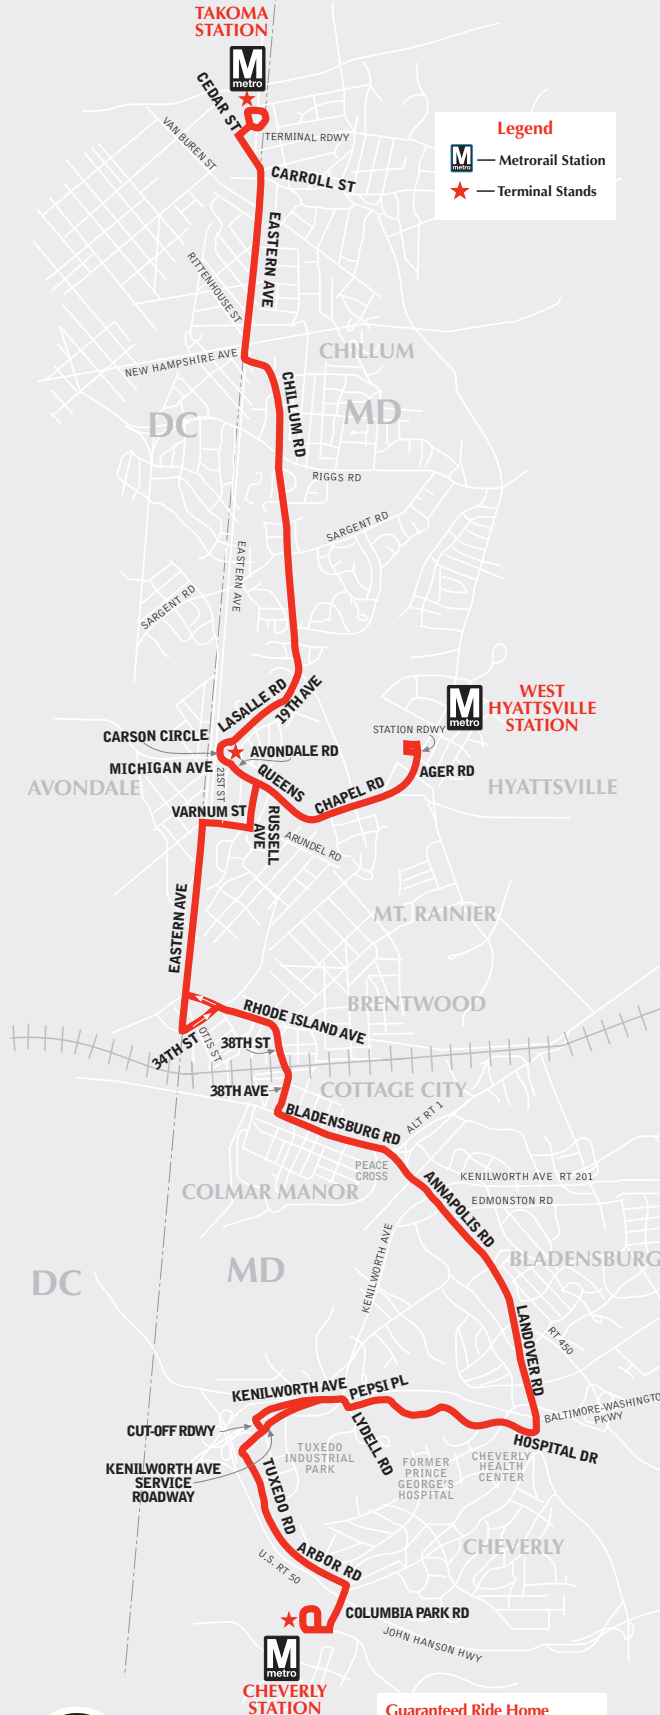 TAKOMA
STATION
M
metro
CEDAR ST
VAN BUREN ST
TERMINAL RDWY
CARROLL ST
Legend
M
metro
— Metrorail Station
— Terminal Stands
EASTERN AVE
RITTENHOUSE ST
NEW HAMPSHIRE AVE
CHILLUM
CHILLUM RD
DC
MD
RIGGS RD
SARGENT RD
EASTERN AVE
SARGENT RD
LASALLE RD
19TH AVE
WEST
HYATTSVILLE
STATION
M
metro
STATION RDWY
CARSON CIRCLE
AVONDALE RD
MICHIGAN AVE
21ST ST
QUEENS
CHAPEL RD
AGER RD
AVONDALE
HYATTSVILLE
VARNUM ST
RUSSELL
AVE
ARUNDEL RD
EASTERN AVE
MT. RAINIER
BRENTWOOD
RHODE ISLAND AVE
34TH ST
OTIS ST
38TH ST
38TH AVE
COTTAGE CITY
BLADENSBURG RD
ALT RT 1
PEACE
CROSS
KENILWORTH AVE RT 201
EDMONSTON RD
COLMAR MANOR
ANNAPOLIS RD
KENILWORTH AVE
BLADENSBURG
DC
MD
LANDOVER RD
RT 450
KENILWORTH AVE
PEPSI PL
BALTIMORE-WASHINGTO
PKWY
CUT-OFF RDWY
LYDELL RD
HOSPITAL DR
TUXEDO
INDUSTRIAL
PARK
FORMER
PRINCE
GEORGE'S
HOSPITAL
CHEVERLY
HEALTH
CENTER
KENILWORTH AVE
SERVICE
ROADWAY
TUXEDO RD
CHEVERLY
ARBOR RD
U.S. RT 50
COLUMBIA PARK RD
JOHN HANSON HWY
M
metro
CHEVERLY
STATION
Guaranteed Ride Home